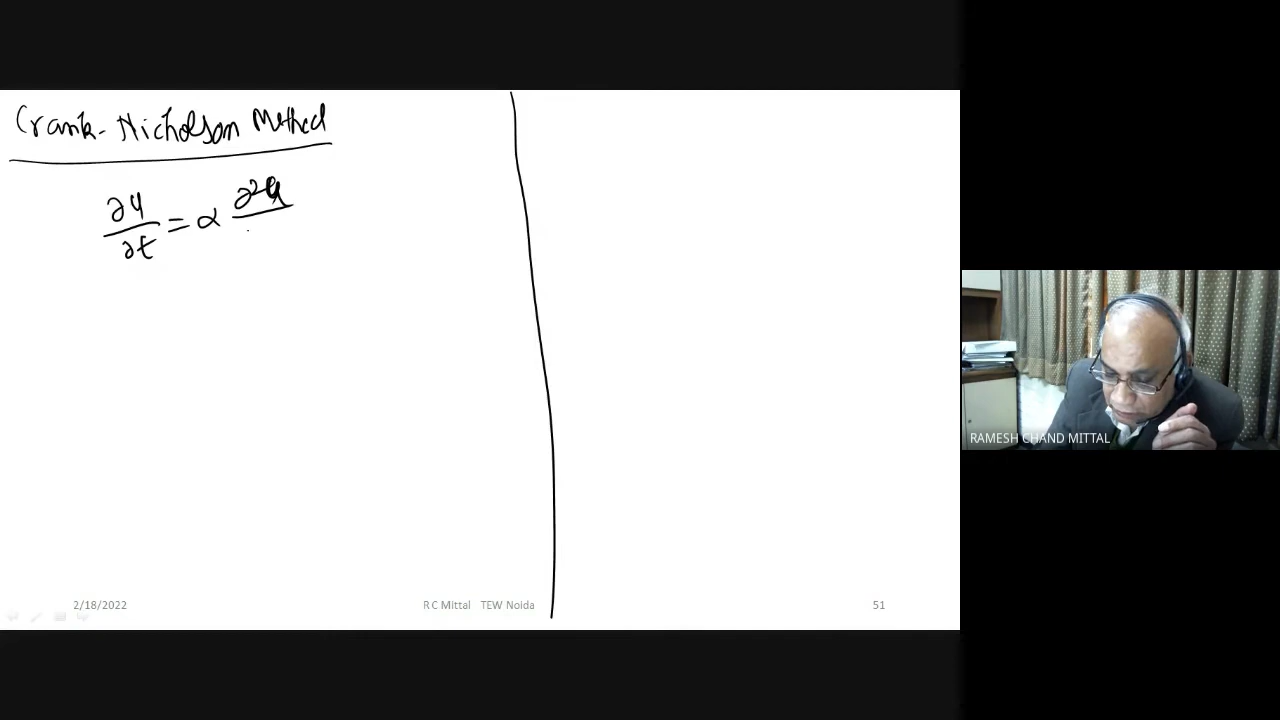 Crank-Nicholson Method
∂u/∂t = α ∂²u/
2/18/2022
R C Mittal TEW Noida
51
RAMESH CHAND MITTAL